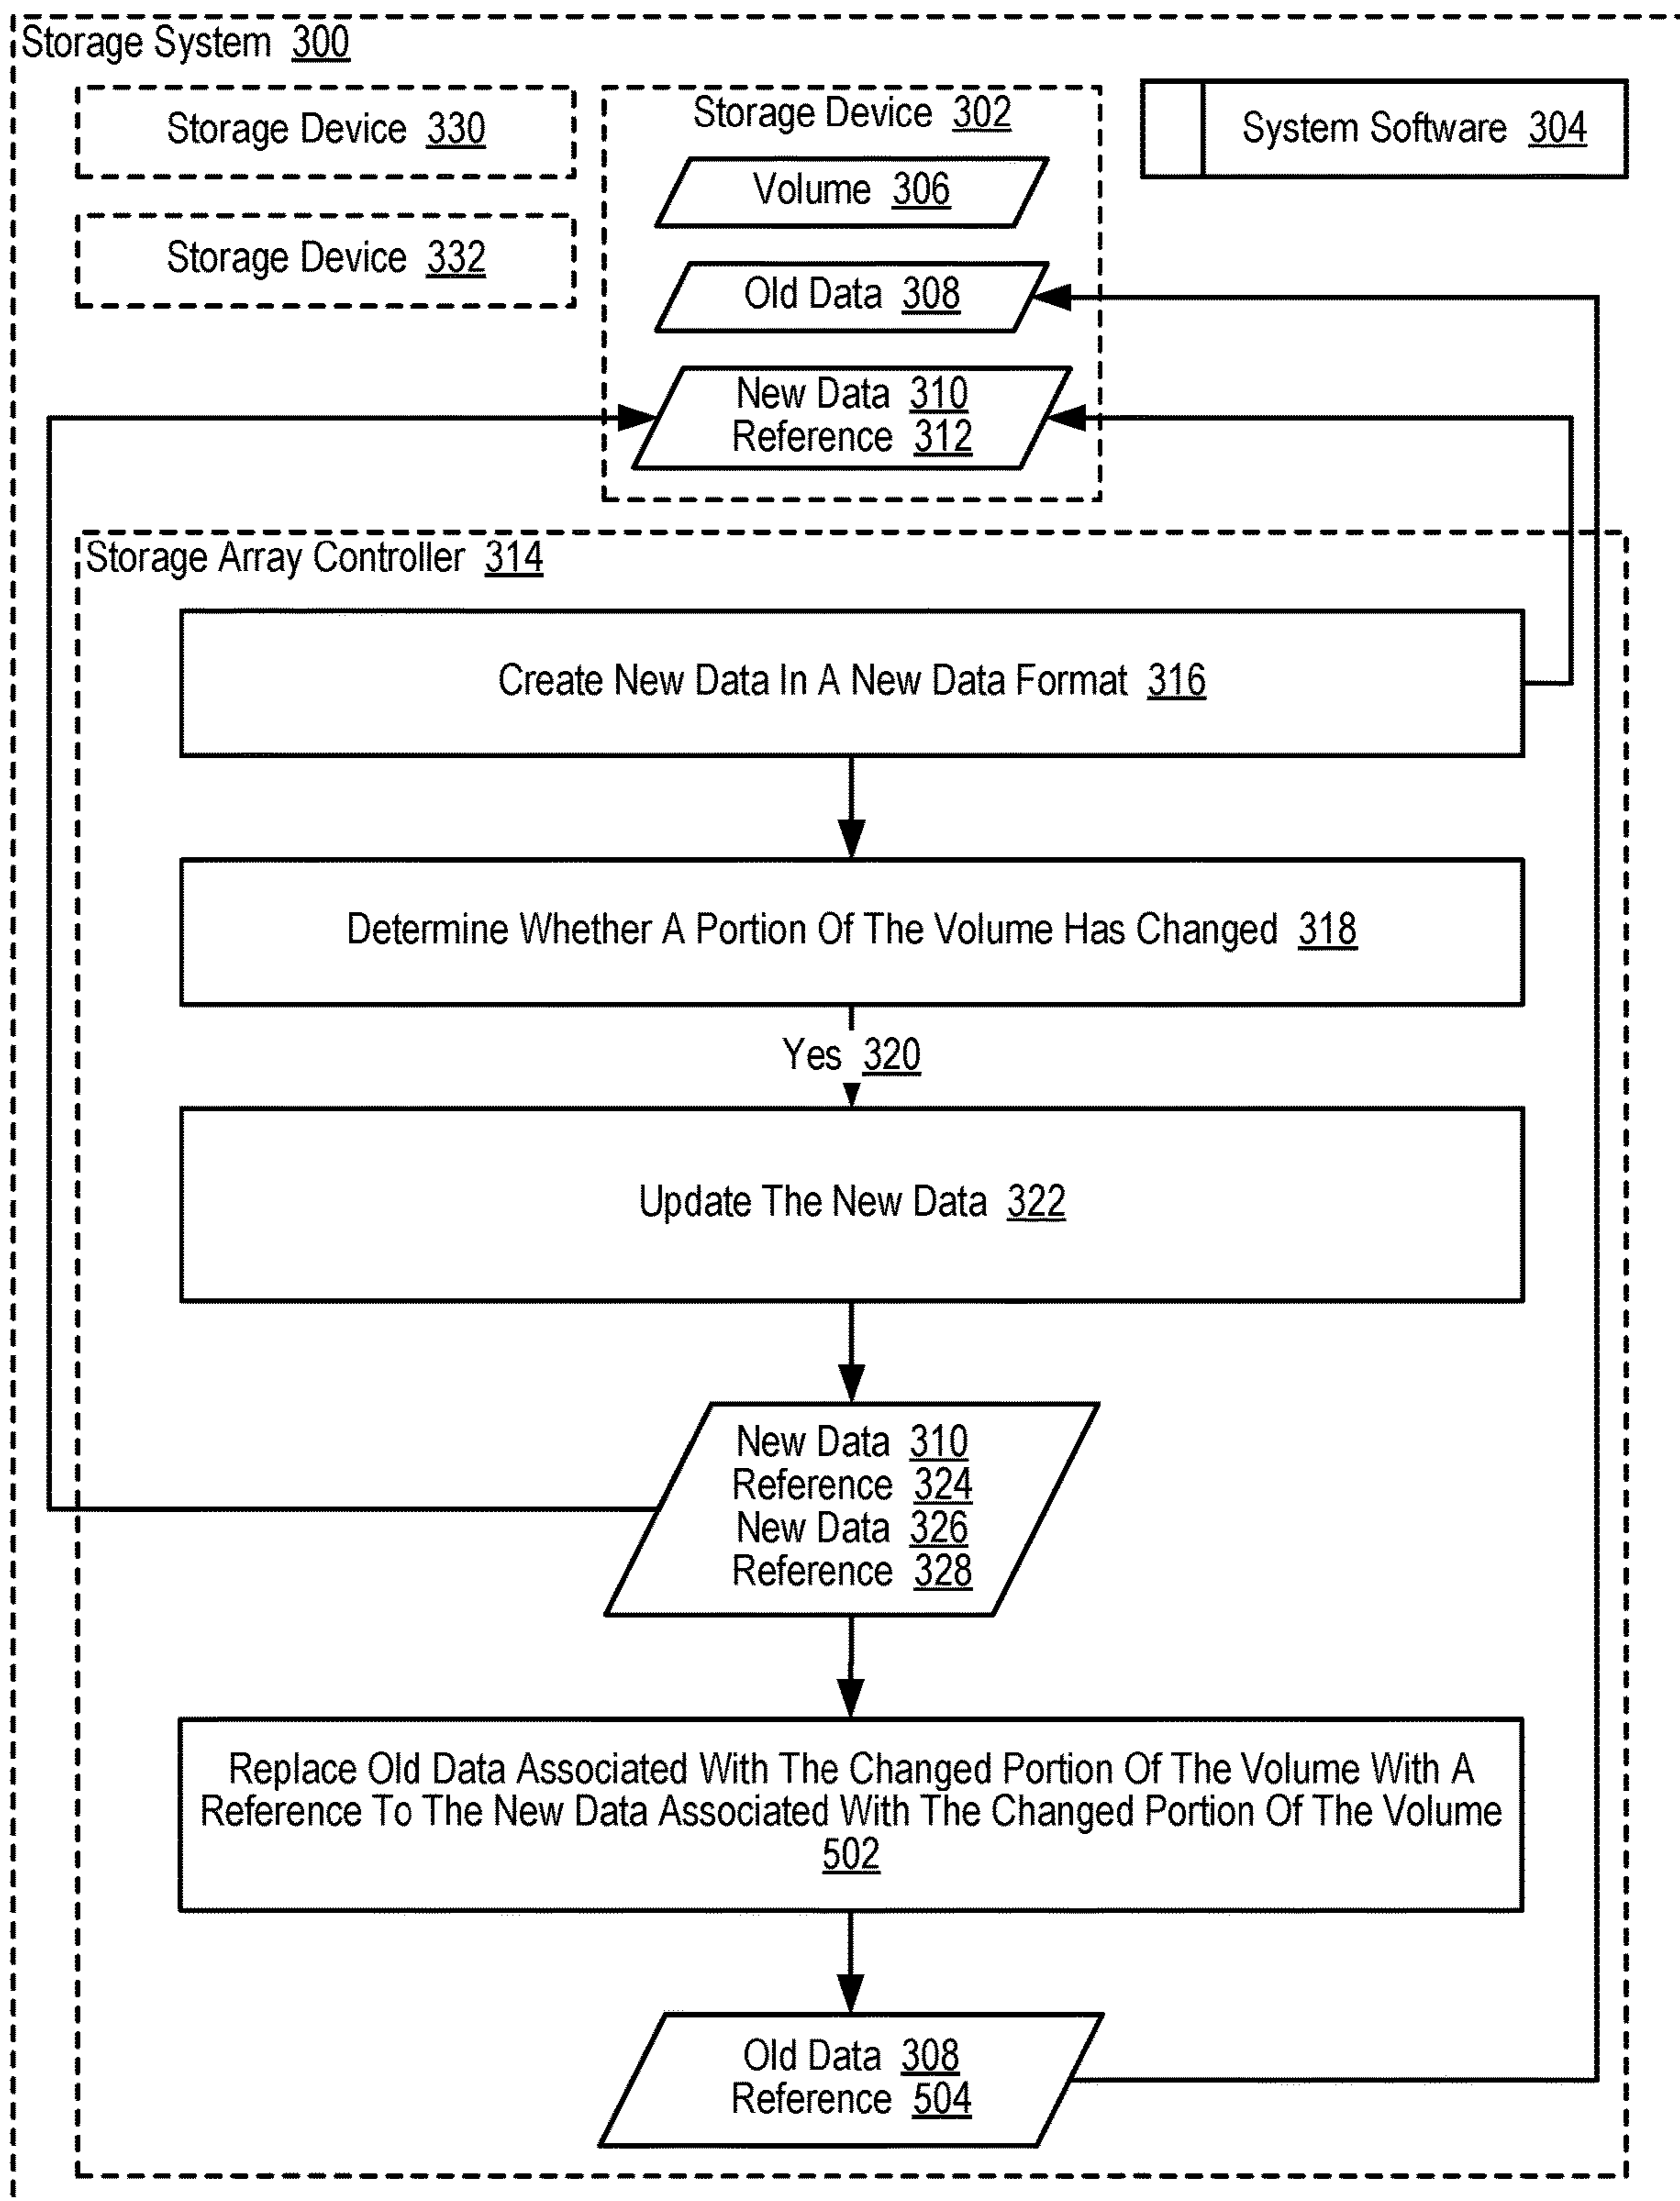 Storage System 300
Storage Device 330
Storage Device 332
Storage Device 302
Volume 306
Old Data 308
New Data 310
Reference 312
System Software 304
Storage Array Controller 314
Create New Data In A New Data Format 316
Determine Whether A Portion Of The Volume Has Changed 318
Yes 320
Update The New Data 322
New Data 310
Reference 324
New Data 326
Reference 328
Replace Old Data Associated With The Changed Portion Of The Volume With A
Reference To The New Data Associated With The Changed Portion Of The Volume
502
Old Data 308
Reference 504